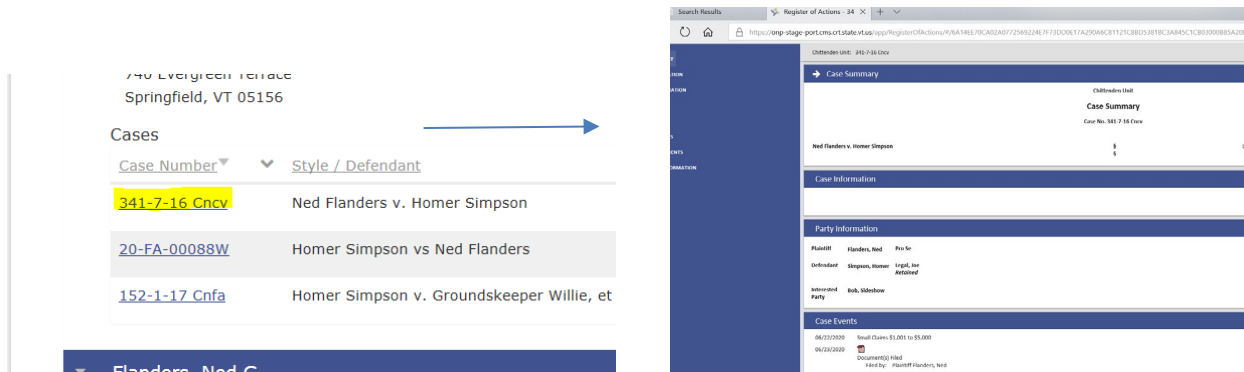 740 Evergreen Terrace
Springfield, VT 05156
Cases
Case Number Style / Defendant
341-7-16 Cncv Ned Flanders v. Homer Simpson
20-FA-00088W Homer Simpson vs Ned Flanders
152-1-17 Cnfa Homer Simpson v. Groundskeeper Willie, et
Flanders, Ned G
Search Results Register of Actions - 34
Chittenden Unit: 341-7-16 Cncv
Case Summary
Chittenden Unit
Case Summary
Case No. 341-7-16 Cncv
Ned Flanders v. Homer Simpson §
§
Case Information
Party Information
Plaintiff Flanders, Ned Pro Se
Defendant Simpson, Homer Legal, Joe
Retained
Interested Bob, Sideshow
Party
Case Events
06/22/2020 Small Claims $1,001 to $5,000
06/23/2020
Document(s) Filed
Filed by: Plaintiff Flanders, Ned